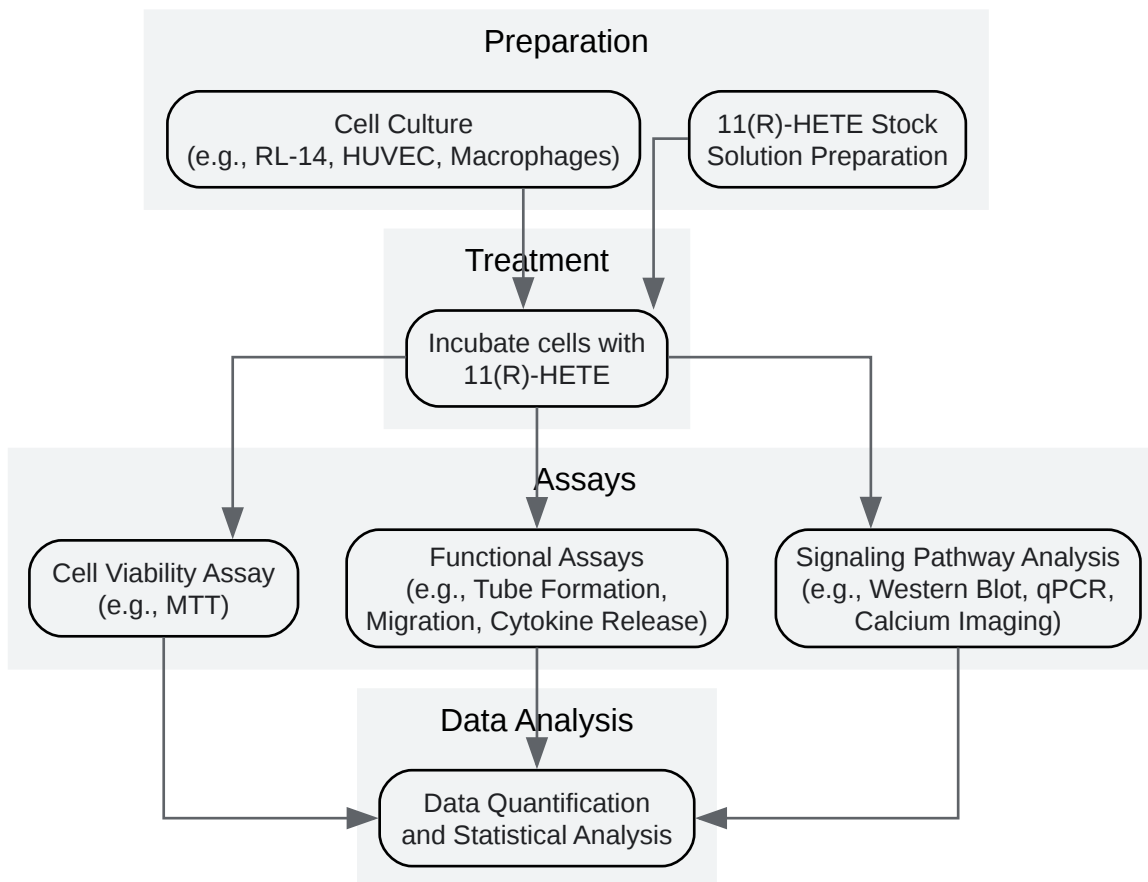 Preparation
Cell Culture
(e.g., RL-14, HUVEC, Macrophages)
11(R)-HETE Stock
Solution Preparation
Treatment
Incubate cells with
11(R)-HETE
Assays
Cell Viability Assay
(e.g., MTT)
Functional Assays
(e.g., Tube Formation,
Migration, Cytokine Release)
Signaling Pathway Analysis
(e.g., Western Blot, qPCR,
Calcium Imaging)
Data Analysis
Data Quantification
and Statistical Analysis